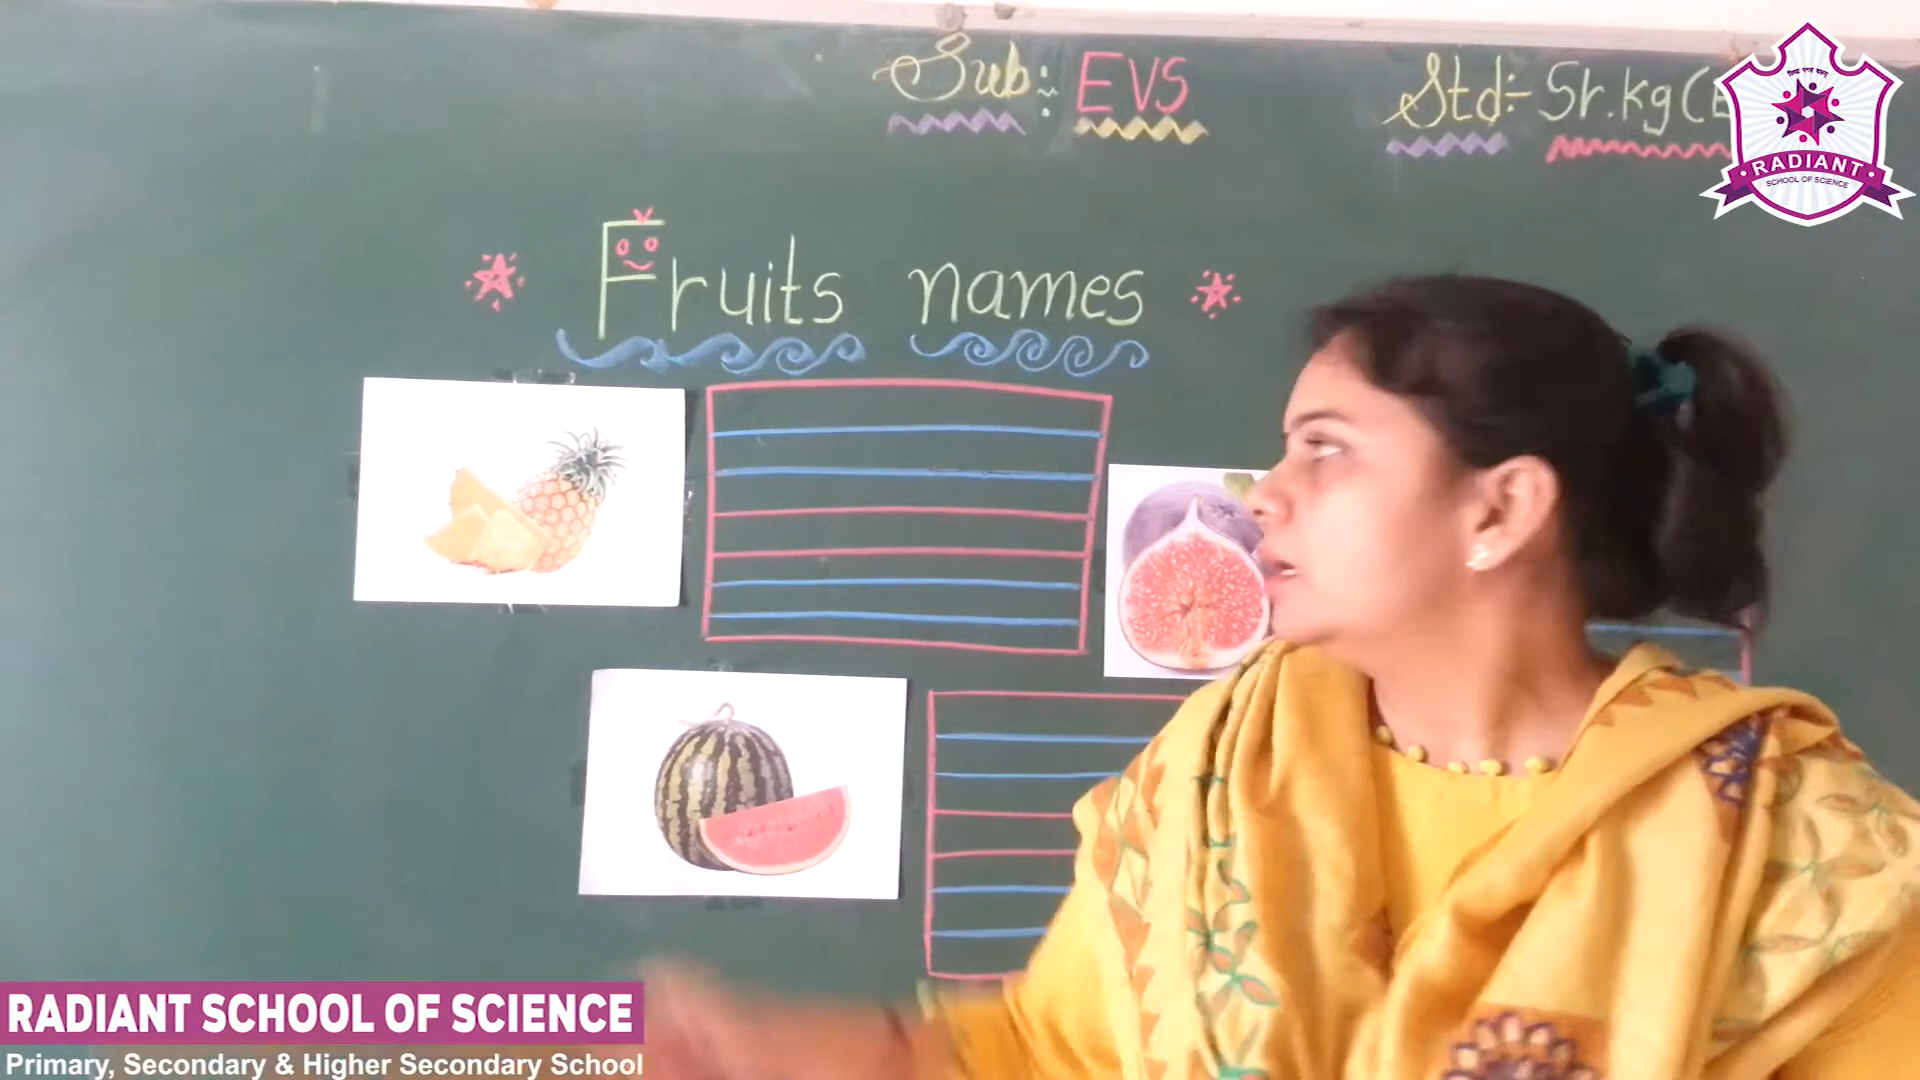 Sub: EVS
Std:- Sr.kg (E
Fruits names
RADIANT
SCHOOL OF SCIENCE
RADIANT SCHOOL OF SCIENCE
Primary, Secondary & Higher Secondary School